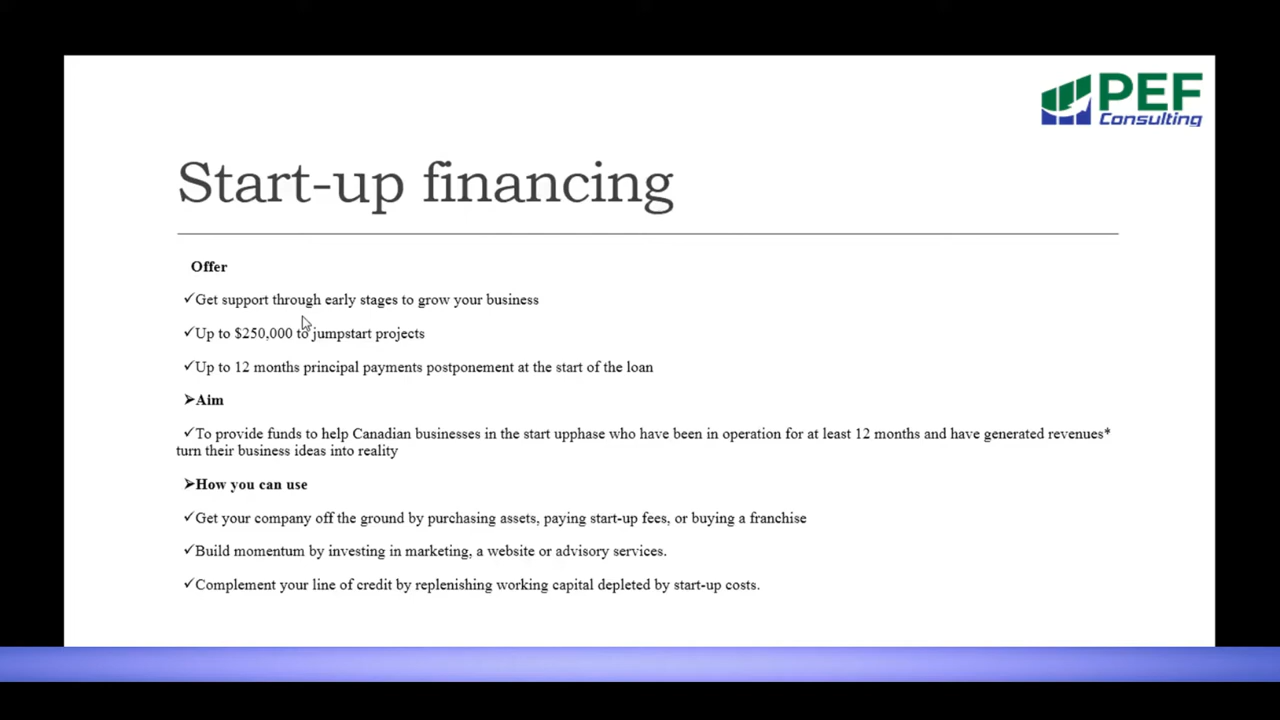 PEF
Consulting
Start-up financing
Offer
✓Get support through early stages to grow your business
✓Up to $250,000 to jumpstart projects
✓Up to 12 months principal payments postponement at the start of the loan
➢Aim
✓To provide funds to help Canadian businesses in the start upphase who have been in operation for at least 12 months and have generated revenues*
turn their business ideas into reality
➢How you can use
✓Get your company off the ground by purchasing assets, paying start-up fees, or buying a franchise
✓Build momentum by investing in marketing, a website or advisory services.
✓Complement your line of credit by replenishing working capital depleted by start-up costs.